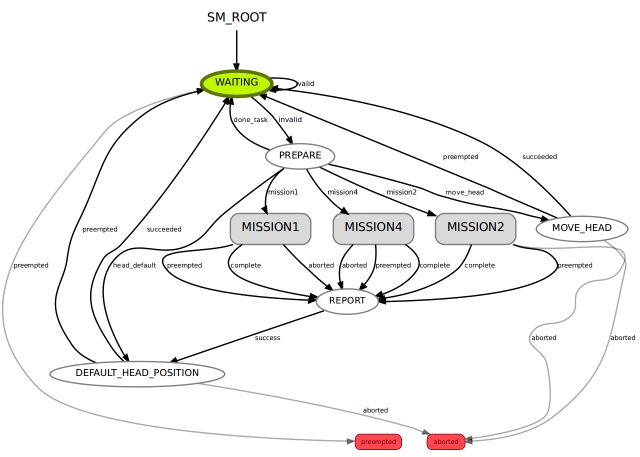 SM_ROOT
WAITING
valid
done_task
invalid
PREPARE
preempted
succeeded
mission1
mission4
mission2
move_head
MISSION1
MISSION4
MISSION2
MOVE_HEAD
preempted
succeeded
preempted
head_default
preempted
complete
aborted
aborted
preempted
complete
complete
preempted
REPORT
success
aborted
aborted
DEFAULT_HEAD_POSITION
aborted
preempted
aborted